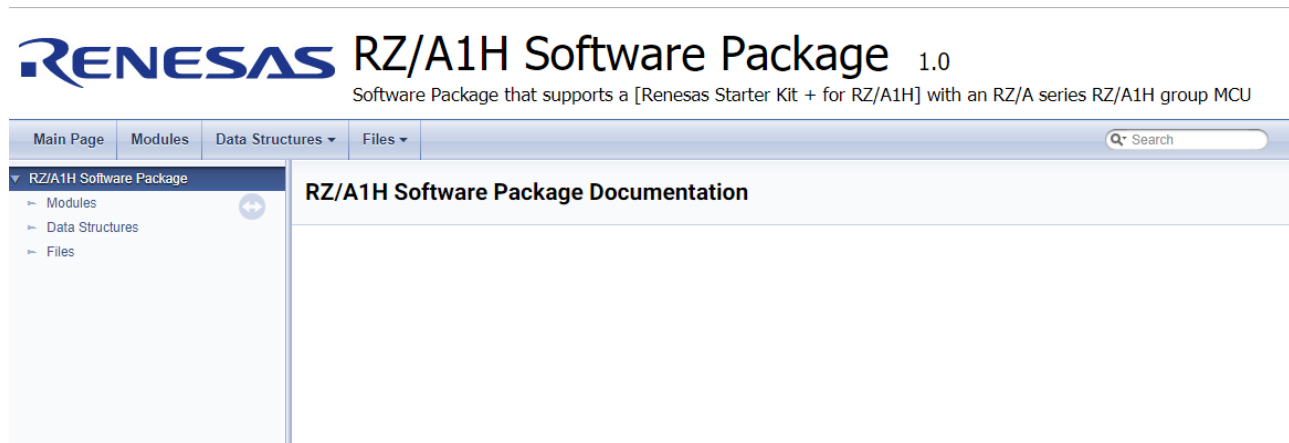 RENESAS
RZ/A1H Software Package 1.0
Software Package that supports a [Renesas Starter Kit + for RZ/A1H] with an RZ/A series RZ/A1H group MCU
Main Page Modules Data Structures Files Search
RZ/A1H Software Package
Modules
Data Structures
Files
RZ/A1H Software Package Documentation